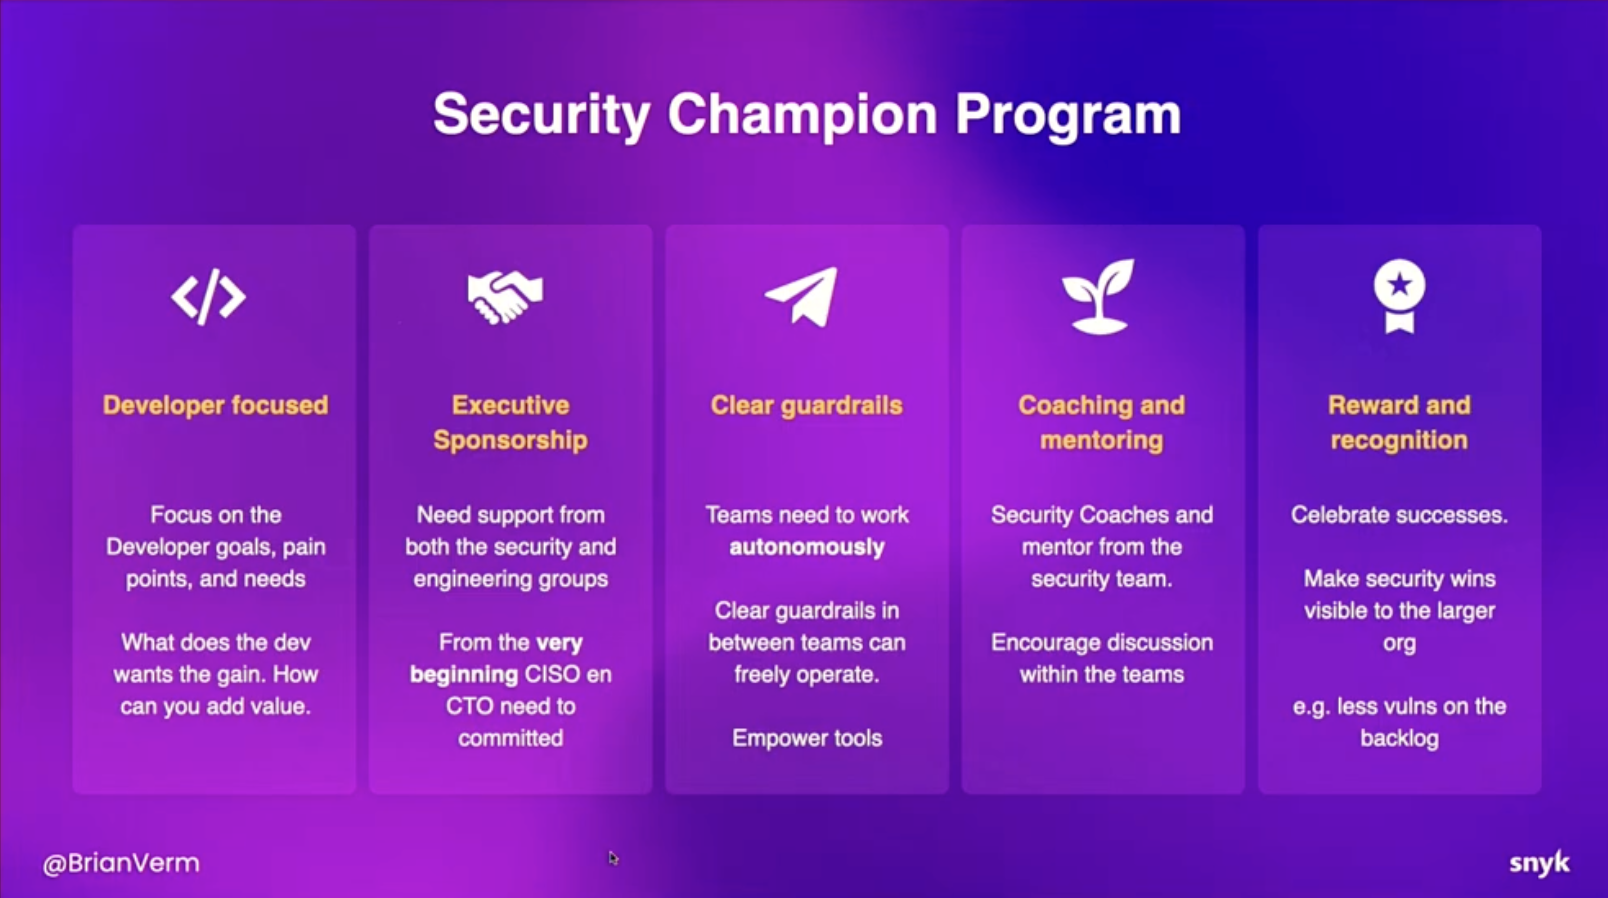 Security Champion Program
Developer focused
Focus on the
Developer goals, pain
points, and needs
What does the dev
wants the gain. How
can you add value.
Executive
Sponsorship
Need support from
both the security and
engineering groups
From the very
beginning CISO en
CTO need to
committed
Clear guardrails
Teams need to work
autonomously
Clear guardrails in
between teams can
freely operate.
Empower tools
Coaching and
mentoring
Security Coaches and
mentor from the
security team.
Encourage discussion
within the teams
Reward and
recognition
Celebrate successes.
Make security wins
visible to the larger
org
e.g. less vulns on the
backlog
@BrianVerm
snyk